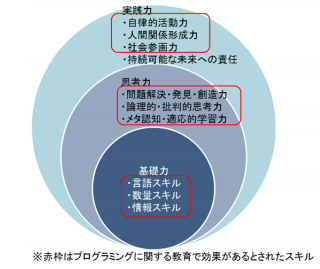 実践力
・自律的活動力
・人間関係形成力
・社会参画力
・持続可能な未来への責任
思考力
・問題解決・発見・創造力
・論理的・批判的思考力
・メタ認知・適応的学習力
基礎力
・言語スキル
・数量スキル
・情報スキル
※赤枠はプログラミングに関する教育で効果があるとされたスキル